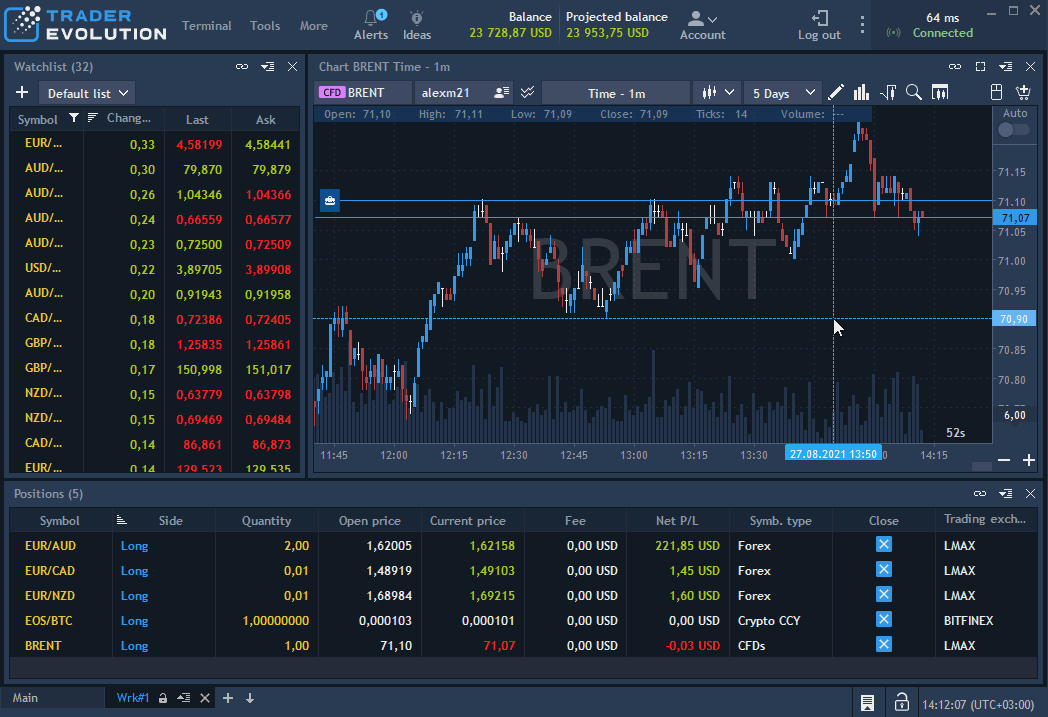 TRADER
EVOLUTION
Terminal Tools More
1
Alerts
Ideas
Balance
23 728,87 USD
Projected balance
23 953,75 USD
Account
Log out
64 ms
Connected
Watchlist (32)
Default list
Symbol Chang... Last Ask
EUR/... 0,33 4,58199 4,58441
AUD/... 0,30 79,870 79,879
AUD/... 0,26 1,04346 1,04366
AUD/... 0,24 0,66559 0,66577
AUD/... 0,23 0,72500 0,72509
USD/... 0,22 3,89705 3,89908
AUD/... 0,20 0,91943 0,91958
CAD/... 0,18 0,72386 0,72405
GBP/... 0,18 1,25835 1,25861
GBP/... 0,17 150,998 151,017
NZD/... 0,15 0,63779 0,63798
NZD/... 0,15 0,69469 0,69484
CAD/... 0,14 86,861 86,873
EUR/... 0,14 129,523 129,535
Chart BRENT Time - 1m
CFD BRENT alexm21 Time - 1m 5 Days
Open: 71,10 High: 71,11 Low: 71,09 Close: 71,09 Ticks: 14 Volume: ---
Auto
71.15
71.10
71,07
71.05
71.00
70.95
70,90
70.85
70.80
6,00
BRENT
52s
11:45 12:00 12:15 12:30 12:45 13:00 13:15 13:30 27.08.2021 13:50 14:15
Positions (5)
Symbol Side Quantity Open price Current price Fee Net P/L Symb. type Close Trading exch...
EUR/AUD Long 2,00 1,62005 1,62158 0,00 USD 221,85 USD Forex LMAX
EUR/CAD Long 0,01 1,48919 1,49103 0,00 USD 1,45 USD Forex LMAX
EUR/NZD Long 0,01 1,68984 1,69215 0,00 USD 1,60 USD Forex LMAX
EOS/BTC Long 1,00000000 0,000103 0,000101 0,00 USD 0,00 USD Crypto CCY BITFINEX
BRENT Long 1,00 71,10 71,07 0,00 USD -0,03 USD CFDs LMAX
Main Wrk#1
14:12:07 (UTC+03:00)